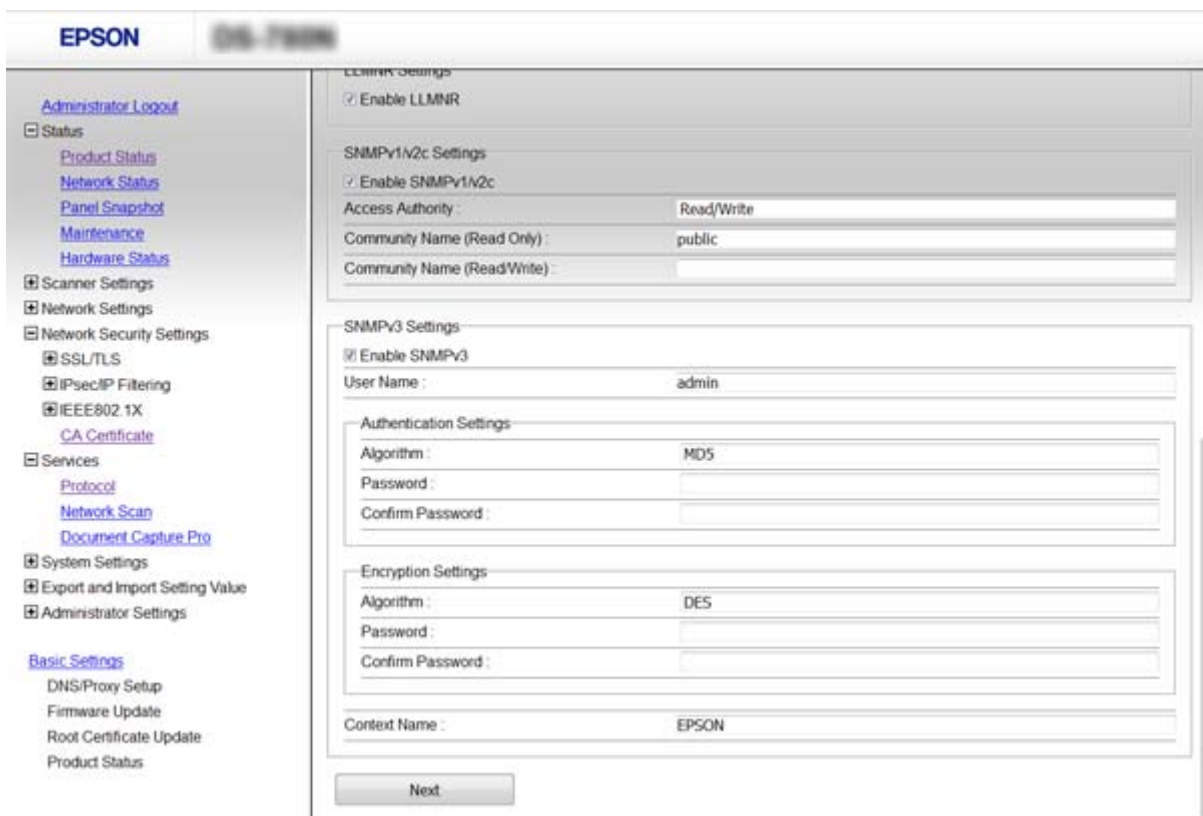 EPSON
Administrator Logout
Status
Product Status
Network Status
Panel Snapshot
Maintenance
Hardware Status
Scanner Settings
Network Settings
Network Security Settings
SSL/TLS
IPsec/IP Filtering
IEEE802.1X
CA Certificate
Services
Protocol
Network Scan
Document Capture Pro
System Settings
Export and Import Setting Value
Administrator Settings
Basic Settings
DNS/Proxy Setup
Firmware Update
Root Certificate Update
Product Status
LLMNR Settings
Enable LLMNR
SNMPv1/v2c Settings
Enable SNMPv1/v2c
Access Authority : Read/Write
Community Name (Read Only) : public
Community Name (Read/Write) :
SNMPv3 Settings
Enable SNMPv3
User Name : admin
Authentication Settings
Algorithm : MD5
Password :
Confirm Password :
Encryption Settings
Algorithm : DES
Password :
Confirm Password :
Context Name : EPSON
Next